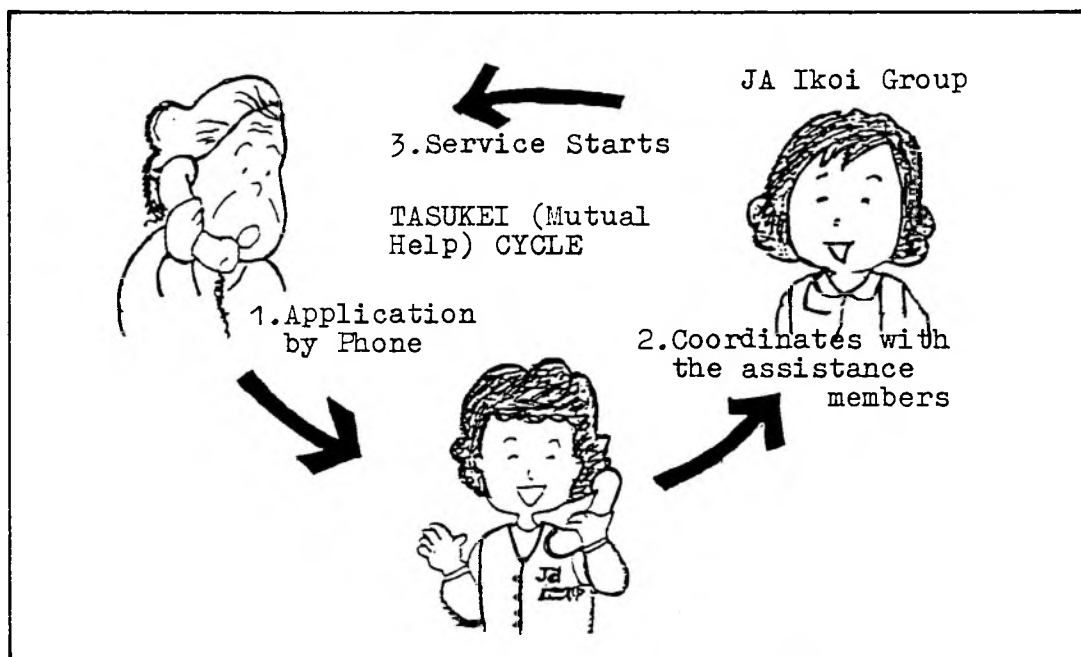 JA Ikoi Group
3.Service Starts
TASUKEI (Mutual
Help) CYCLE
1.Application
by Phone
2.Coordinates with
the assistance
members